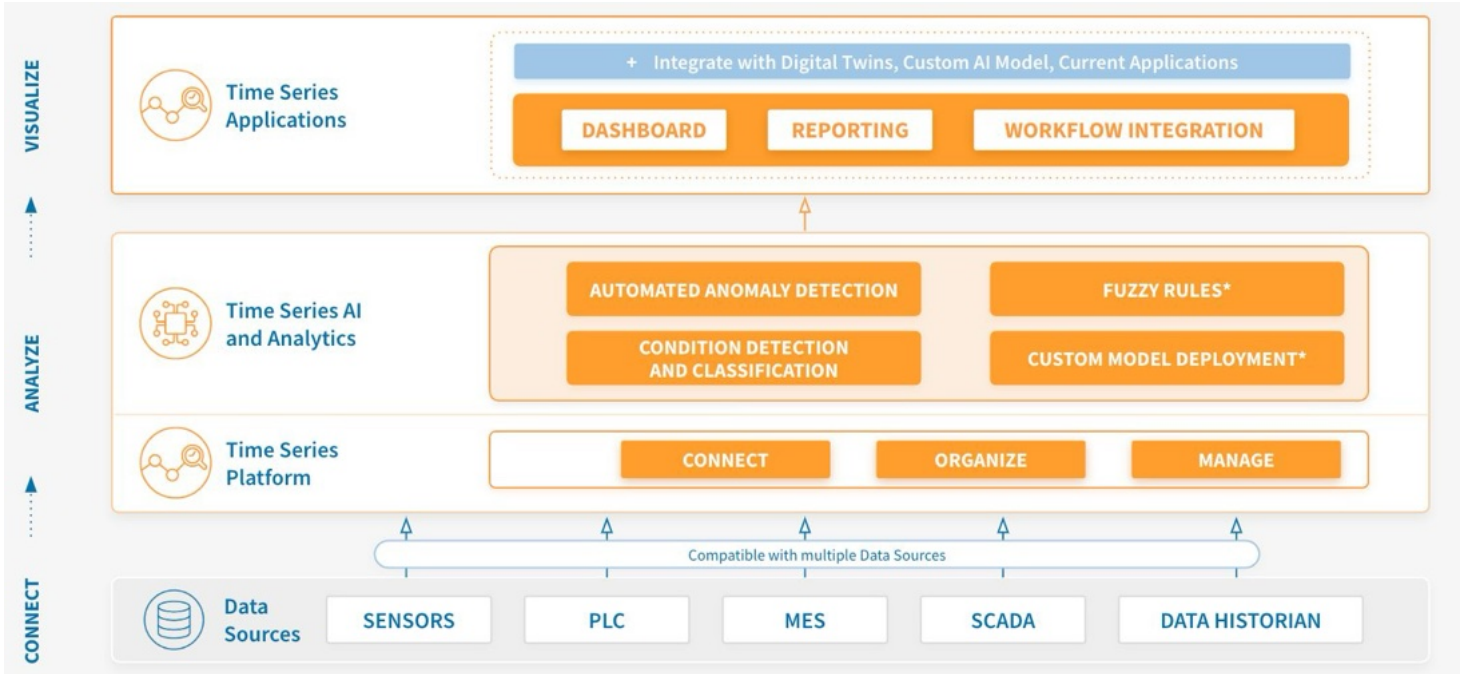 VISUALIZE
Time Series
Applications
+ Integrate with Digital Twins, Custom AI Model, Current Applications
DASHBOARD
REPORTING
WORKFLOW INTEGRATION
ANALYZE
Time Series AI
and Analytics
AUTOMATED ANOMALY DETECTION
FUZZY RULES*
CONDITION DETECTION
AND CLASSIFICATION
CUSTOM MODEL DEPLOYMENT*
Time Series
Platform
CONNECT
ORGANIZE
MANAGE
Compatible with multiple Data Sources
CONNECT
Data
Sources
SENSORS
PLC
MES
SCADA
DATA HISTORIAN